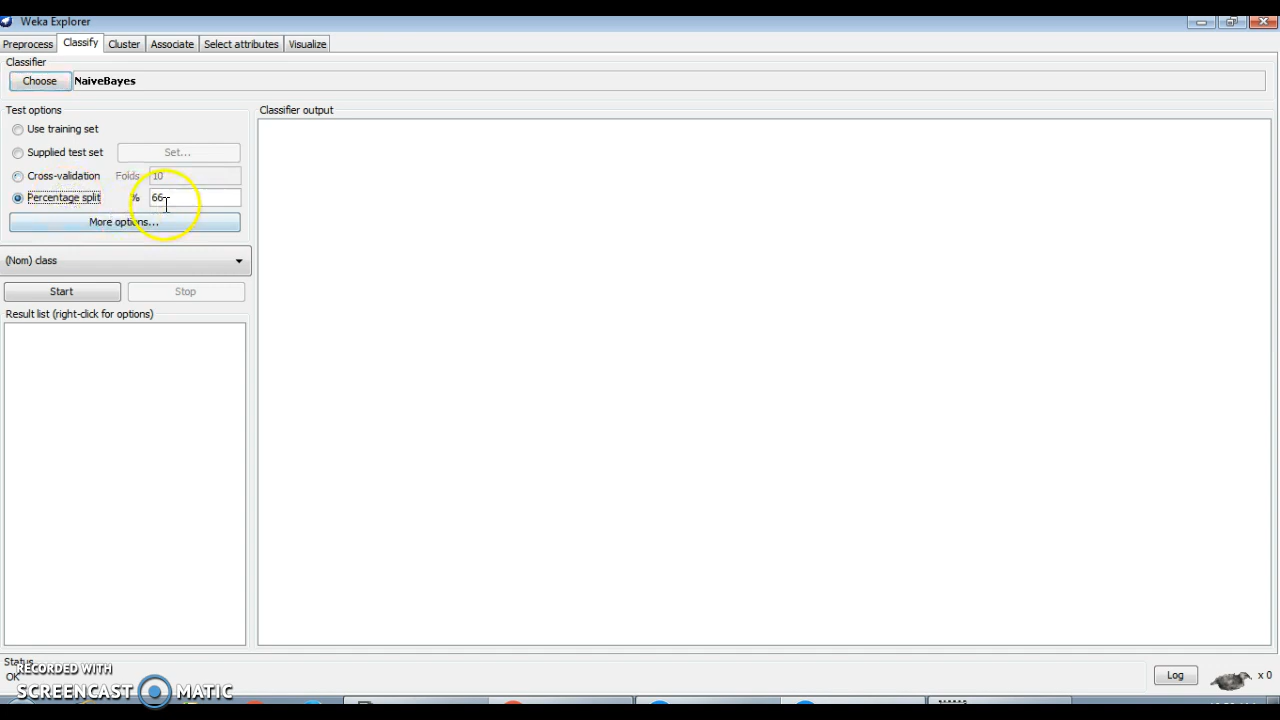 Weka Explorer
Preprocess Classify Cluster Associate Select attributes Visualize
Classifier
Choose NaiveBayes
Test options
Classifier output
Use training set
Supplied test set Set...
Cross-validation Folds 10
Percentage split % 66
More options...
(Nom) class
Start Stop
Result list (right-click for options)
Status
OK
RECORDED WITH
SCREENCAST MATIC
Log x 0